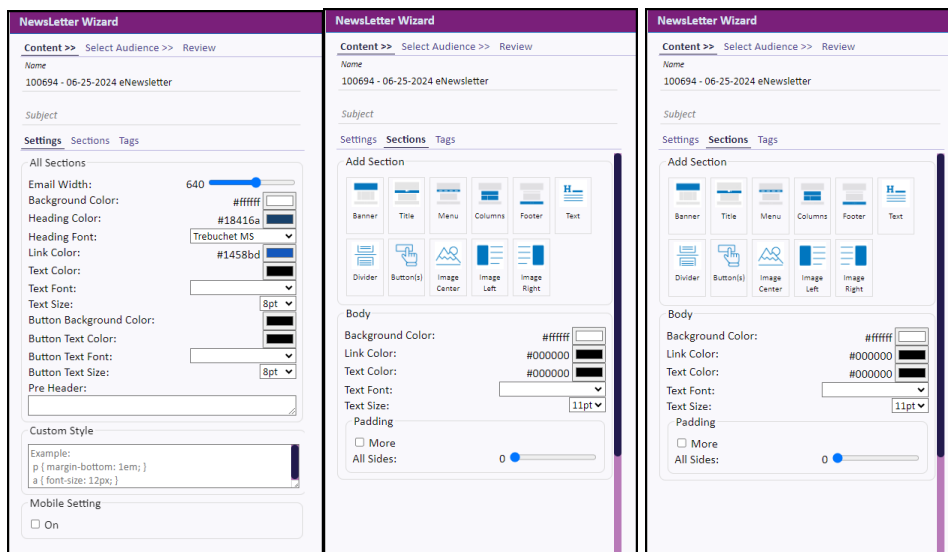 NewsLetter Wizard
Content >> Select Audience >> Review
Name
100694 - 06-25-2024 eNewsletter
Subject
Settings Sections Tags
All Sections
Email Width: 640
Background Color: #ffffff
Heading Color: #18416a
Heading Font: Trebuchet MS
Link Color: #1458bd
Text Color:
Text Font:
Text Size: 8pt
Button Background Color:
Button Text Color:
Button Text Font:
Button Text Size: 8pt
Pre Header:
Custom Style
Example:
p { margin-bottom: 1em; }
a { font-size: 12px; }
Mobile Setting
On
NewsLetter Wizard
Content >> Select Audience >> Review
Name
100694 - 06-25-2024 eNewsletter
Subject
Settings Sections Tags
Add Section
H
Banner Title Menu Columns Footer Text
Divider Button(s) Image Center Image Left Image Right
Body
Background Color: #ffffff
Link Color: #000000
Text Color: #000000
Text Font:
Text Size: 11pt
Padding
More
All Sides: 0
NewsLetter Wizard
Content >> Select Audience >> Review
Name
100694 - 06-25-2024 eNewsletter
Subject
Settings Sections Tags
Add Section
H
Banner Title Menu Columns Footer Text
Divider Button(s) Image Center Image Left Image Right
Body
Background Color: #ffffff
Link Color: #000000
Text Color: #000000
Text Font:
Text Size: 11pt
Padding
More
All Sides: 0